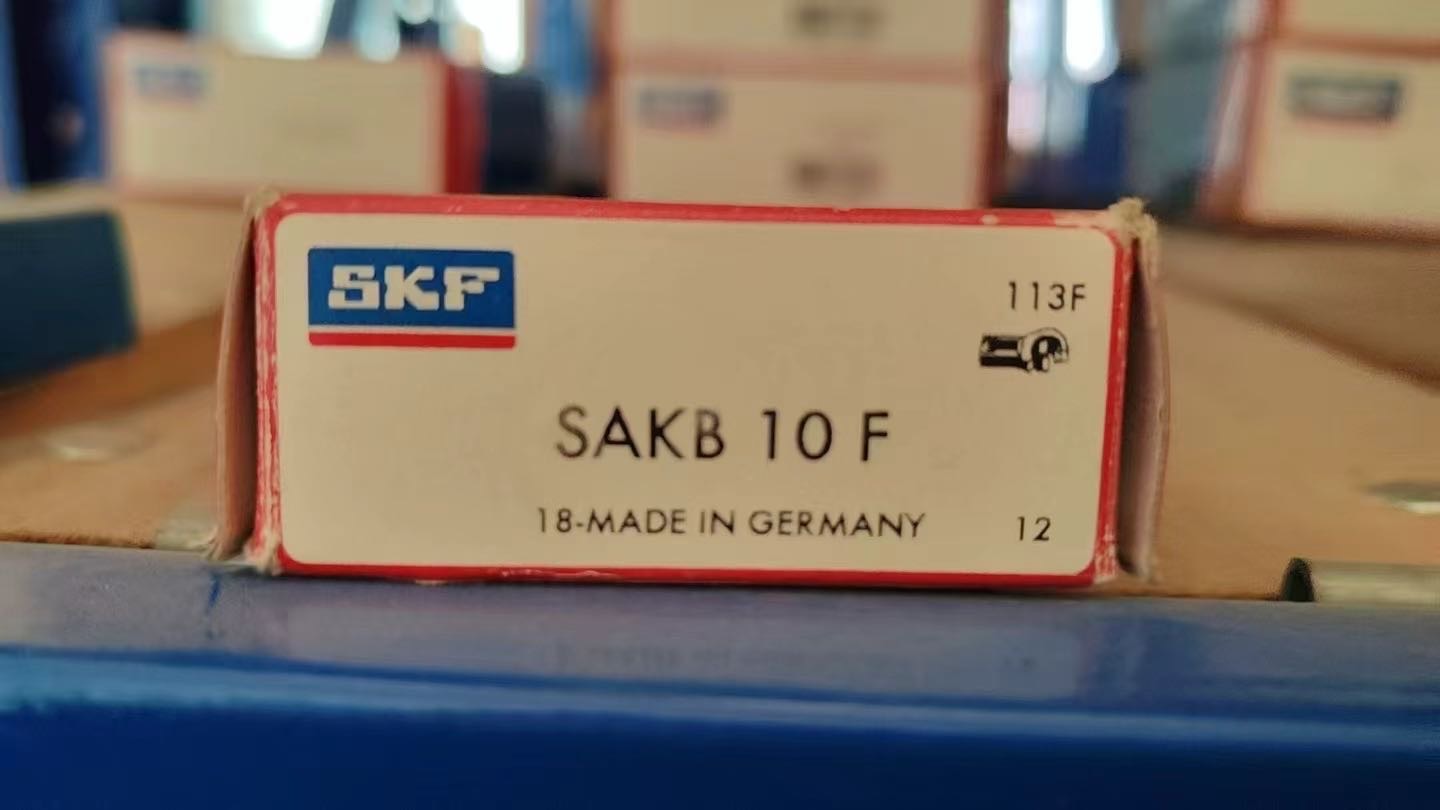 SKF
113F
SAKB 10 F
18-MADE IN GERMANY 12